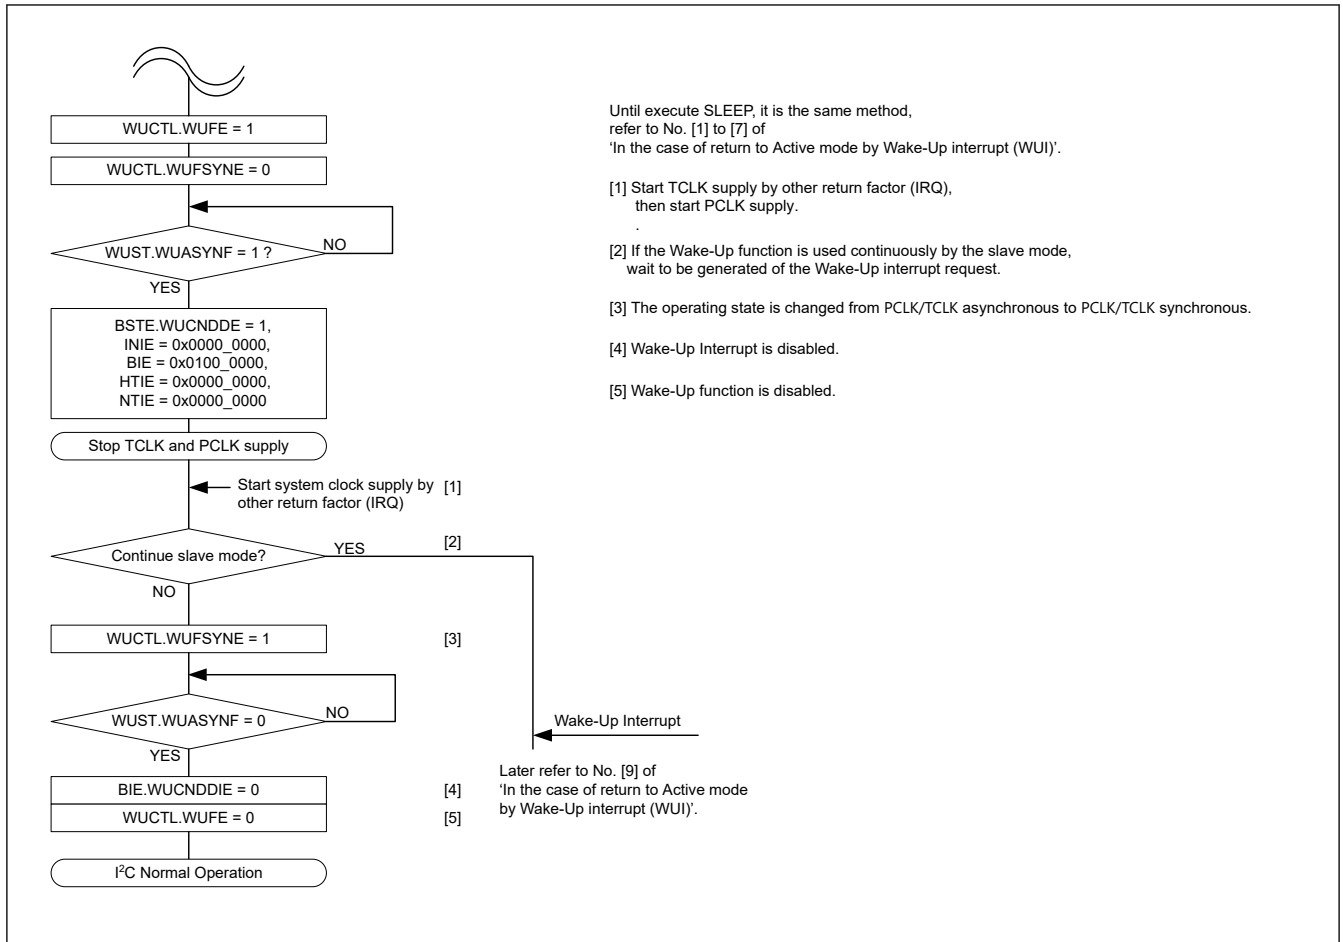 WUCTL.WUFE = 1
WUCTL.WUFSYNE = 0
WUST.WUASYNF = 1 ?
NO
YES
BSTE.WUCNDDE = 1,
INIE = 0x0000_0000,
BIE = 0x0100_0000,
HTIE = 0x0000_0000,
NTIE = 0x0000_0000
Stop TCLK and PCLK supply
Start system clock supply by [1]
other return factor (IRQ)
Continue slave mode?
YES
[2]
NO
WUCTL.WUFSYNE = 1
[3]
WUST.WUASYNF = 0
NO
YES
BIE.WUCNDDIE = 0
[4]
WUCTL.WUFE = 0
[5]
I²C Normal Operation
Wake-Up Interrupt
Later refer to No. [9] of
‘In the case of return to Active mode
by Wake-Up interrupt (WUI)’.
Until execute SLEEP, it is the same method,
refer to No. [1] to [7] of
‘In the case of return to Active mode by Wake-Up interrupt (WUI)’.
[1] Start TCLK supply by other return factor (IRQ),
then start PCLK supply.
.
[2] If the Wake-Up function is used continuously by the slave mode,
wait to be generated of the Wake-Up interrupt request.
[3] The operating state is changed from PCLK/TCLK asynchronous to PCLK/TCLK synchronous.
[4] Wake-Up Interrupt is disabled.
[5] Wake-Up function is disabled.